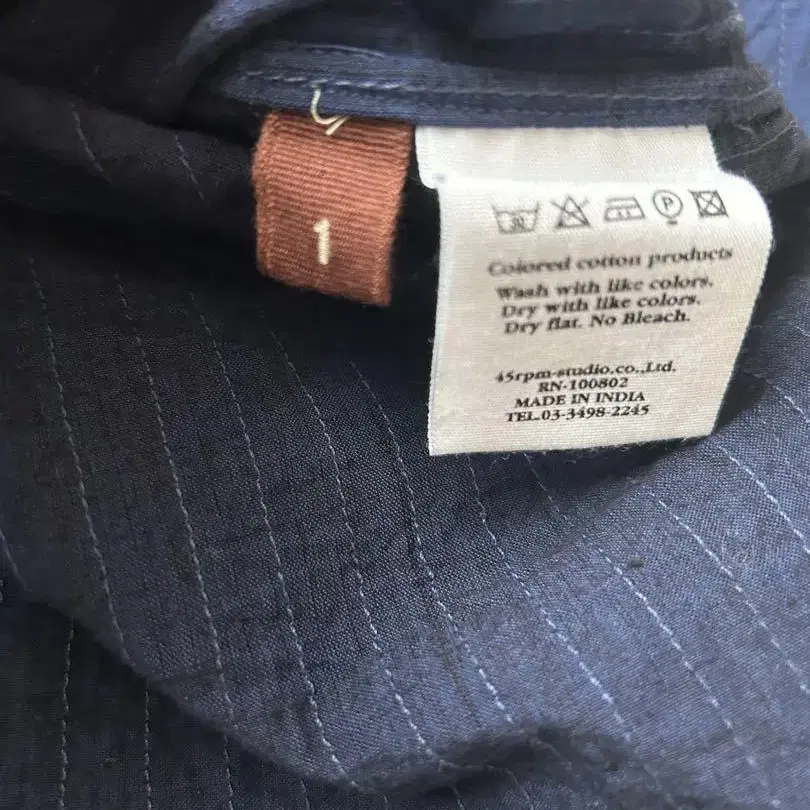 1
30
P
Colored cotton products
Wash with like colors.
Dry with like colors.
Dry flat. No Bleach.
45rpm-studio.co.,Ltd.
RN-100802
MADE IN INDIA
TEL.03-3498-2245